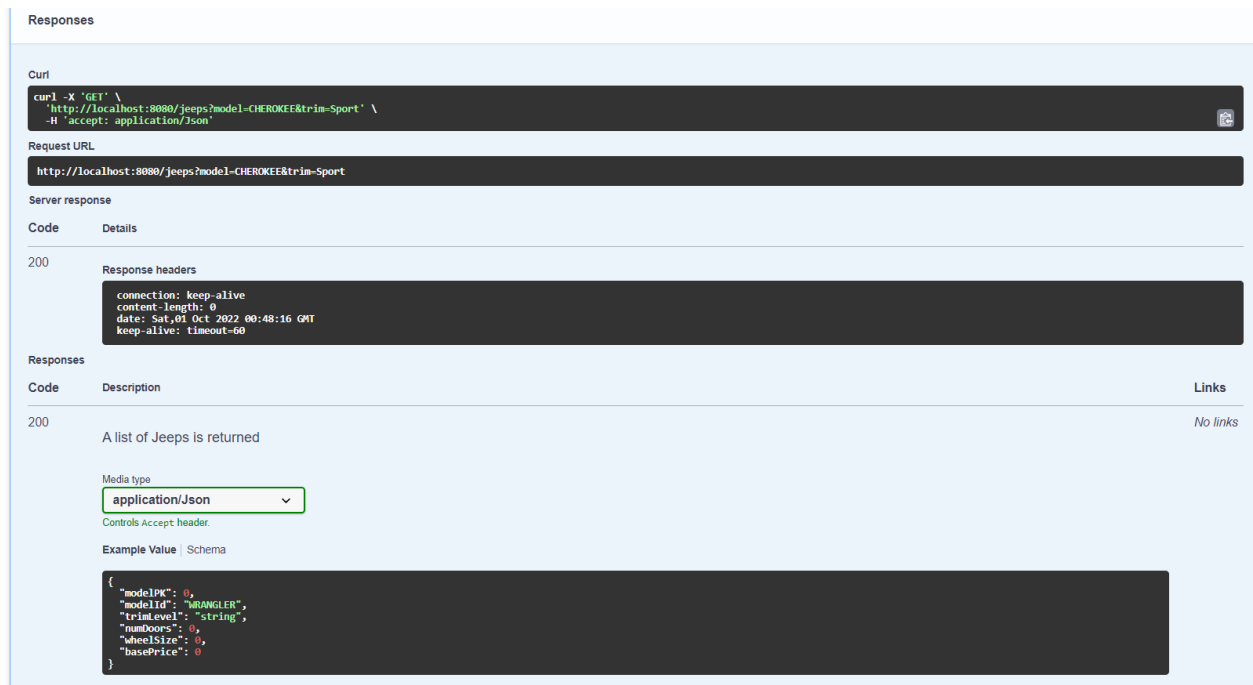 Responses
Curl
curl -X 'GET' \
'http://localhost:8080/jeeps?model=CHEROKEE&trim=Sport' \
-H 'accept: application/Json'
Request URL
http://localhost:8080/jeeps?model=CHEROKEE&trim=Sport
Server response
Code Details
200
Response headers
connection: keep-alive
content-length: 0
date: Sat,01 Oct 2022 00:48:16 GMT
keep-alive: timeout=60
Responses
Code Description Links
200 No links
A list of Jeeps is returned
Media type
application/Json
Controls Accept header.
Example Value Schema
{
"modelPK": 0,
"modelId": "WRANGLER",
"trimLevel": "string",
"numDoors": 0,
"wheelSize": 0,
"basePrice": 0
}